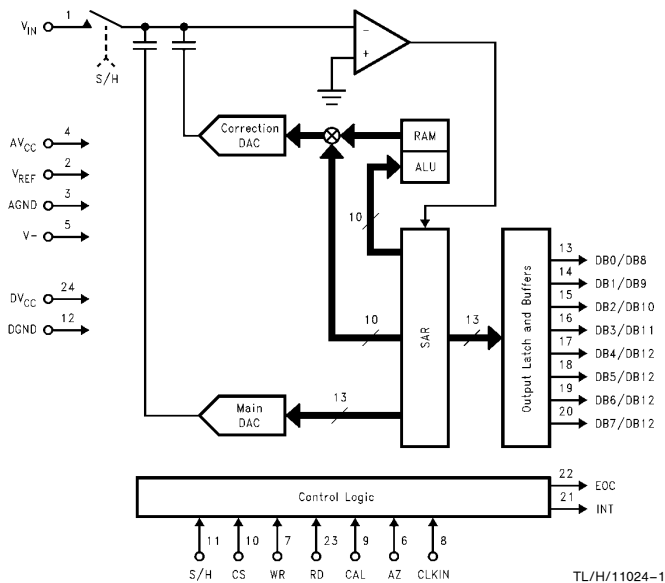 1
V_IN
S/H
-
+
Correction
DAC
RAM
ALU
4
AV_CC
2
V_REF
3
AGND
5
V-
24
DV_CC
12
DGND
10
10
13
13
SAR
Output Latch and Buffers
Main
DAC
13
DB0/DB8
14
DB1/DB9
15
DB2/DB10
16
DB3/DB11
17
DB4/DB12
18
DB5/DB12
19
DB6/DB12
20
DB7/DB12
Control Logic
22
EOC
21
INT
11 10 7 23 9 6 8
S/H CS WR RD CAL AZ CLKIN
TL/H/11024-1